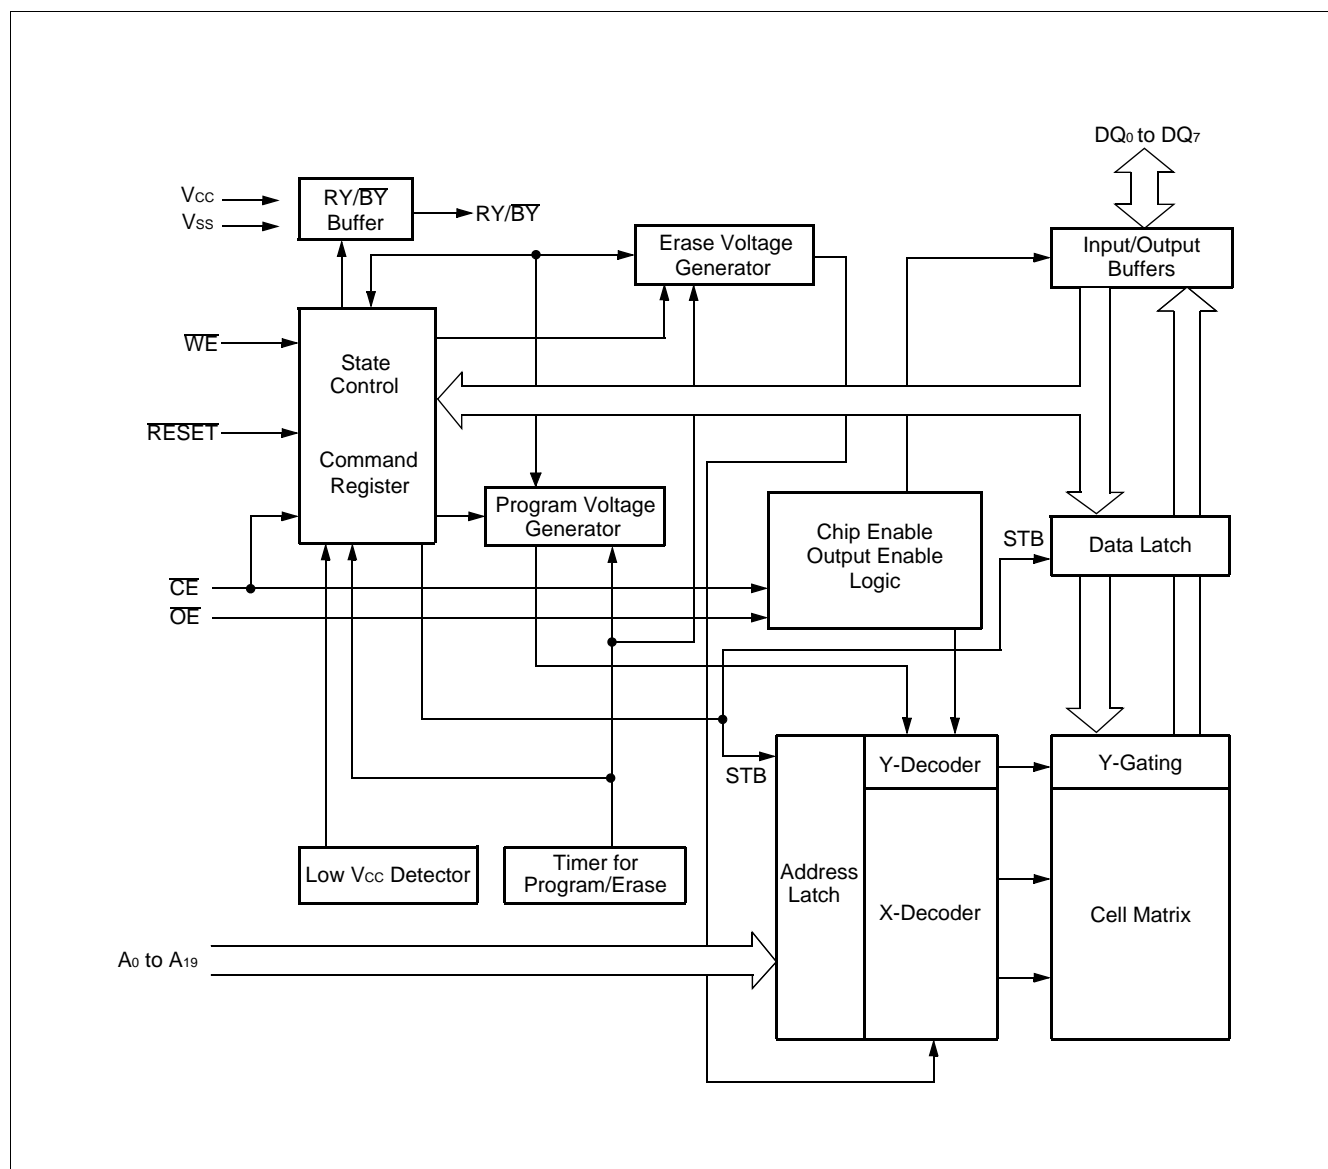 DQ0 to DQ7
VCC
VSS
RY/BY
Buffer
RY/BY
Erase Voltage
Generator
Input/Output
Buffers
WE
State
Control
RESET
Command
Register
Program Voltage
Generator
Chip Enable
Output Enable
Logic
STB
Data Latch
CE
OE
STB
Y-Decoder
Y-Gating
Low VCC Detector
Timer for
Program/Erase
Address
Latch
X-Decoder
Cell Matrix
A0 to A19